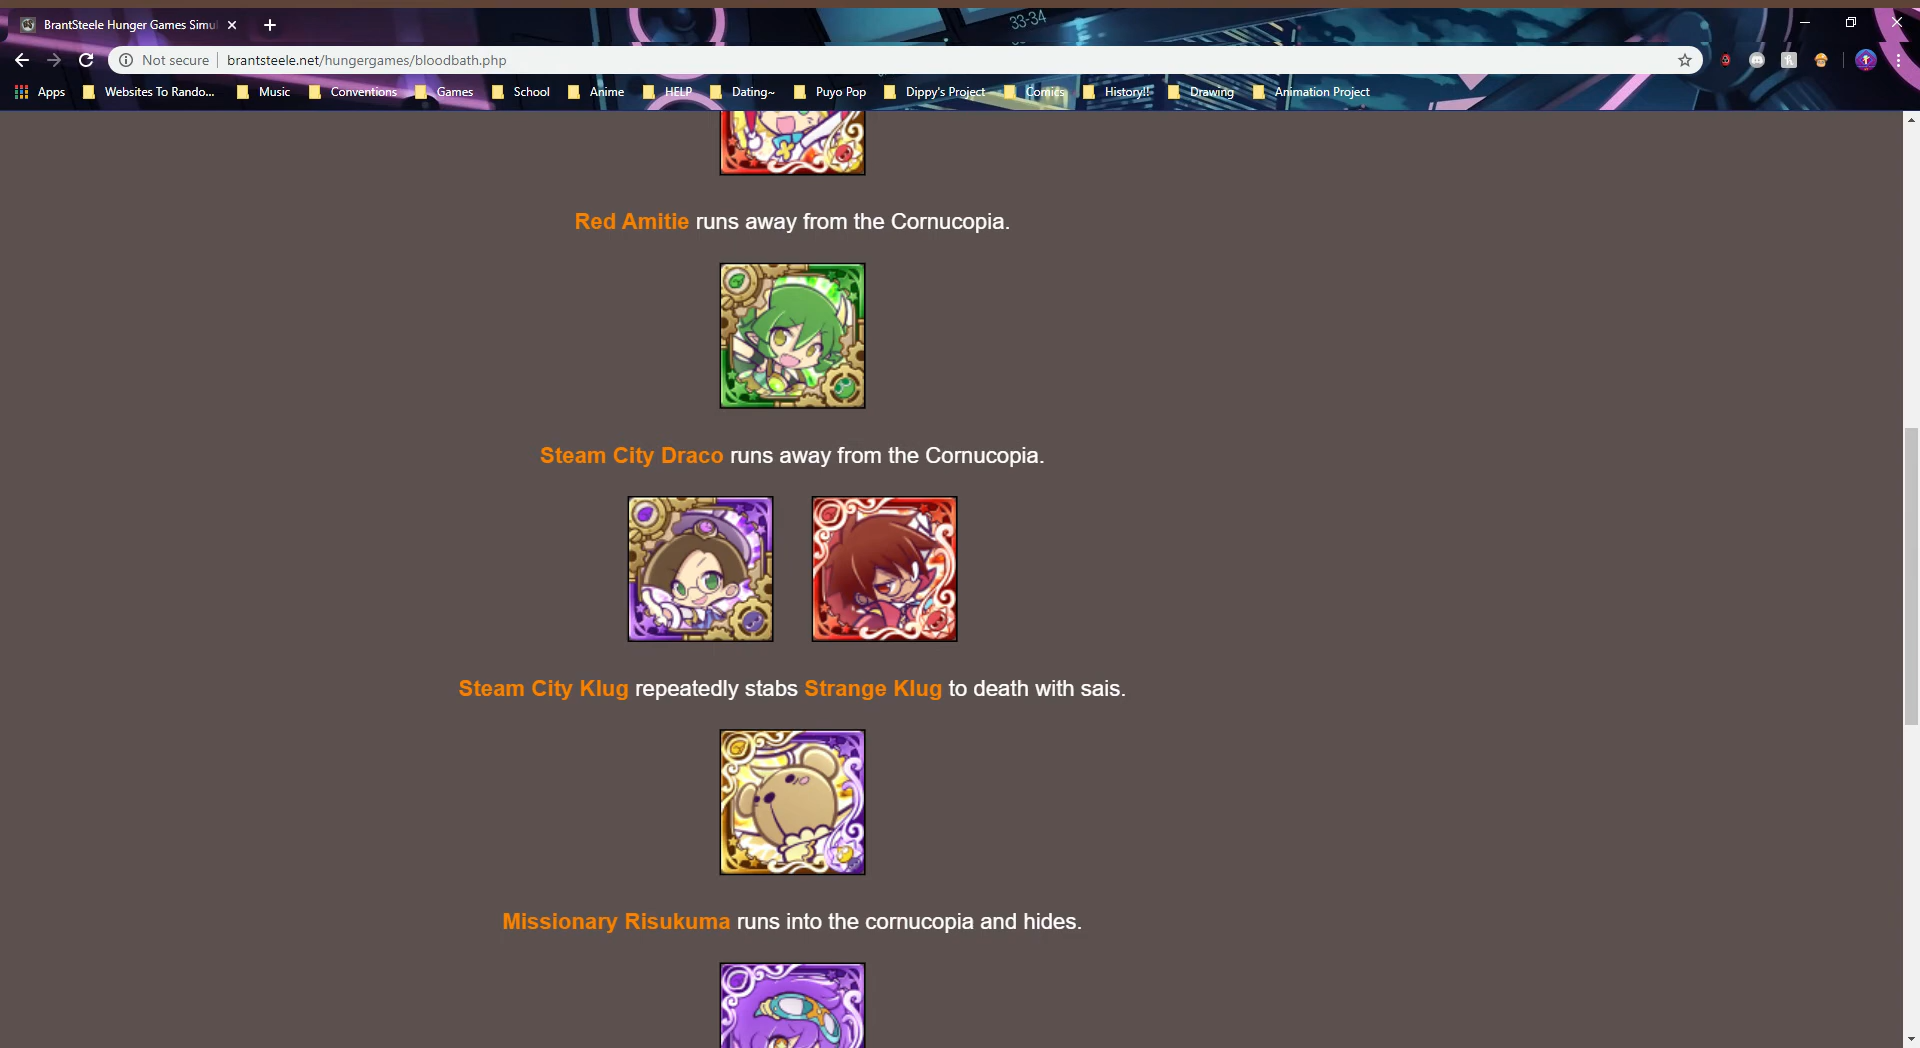 33-34
BrantSteele Hunger Games Simul
Not secure brantsteele.net/hungergames/bloodbath.php
Apps Websites To Rando... Music Conventions Games School Anime HELP Dating~ Puyo Pop Dippy's Project Comics History!! Drawing Animation Project
Red Amitie runs away from the Cornucopia.
Steam City Draco runs away from the Cornucopia.
Steam City Klug repeatedly stabs Strange Klug to death with sais.
Missionary Risukuma runs into the cornucopia and hides.